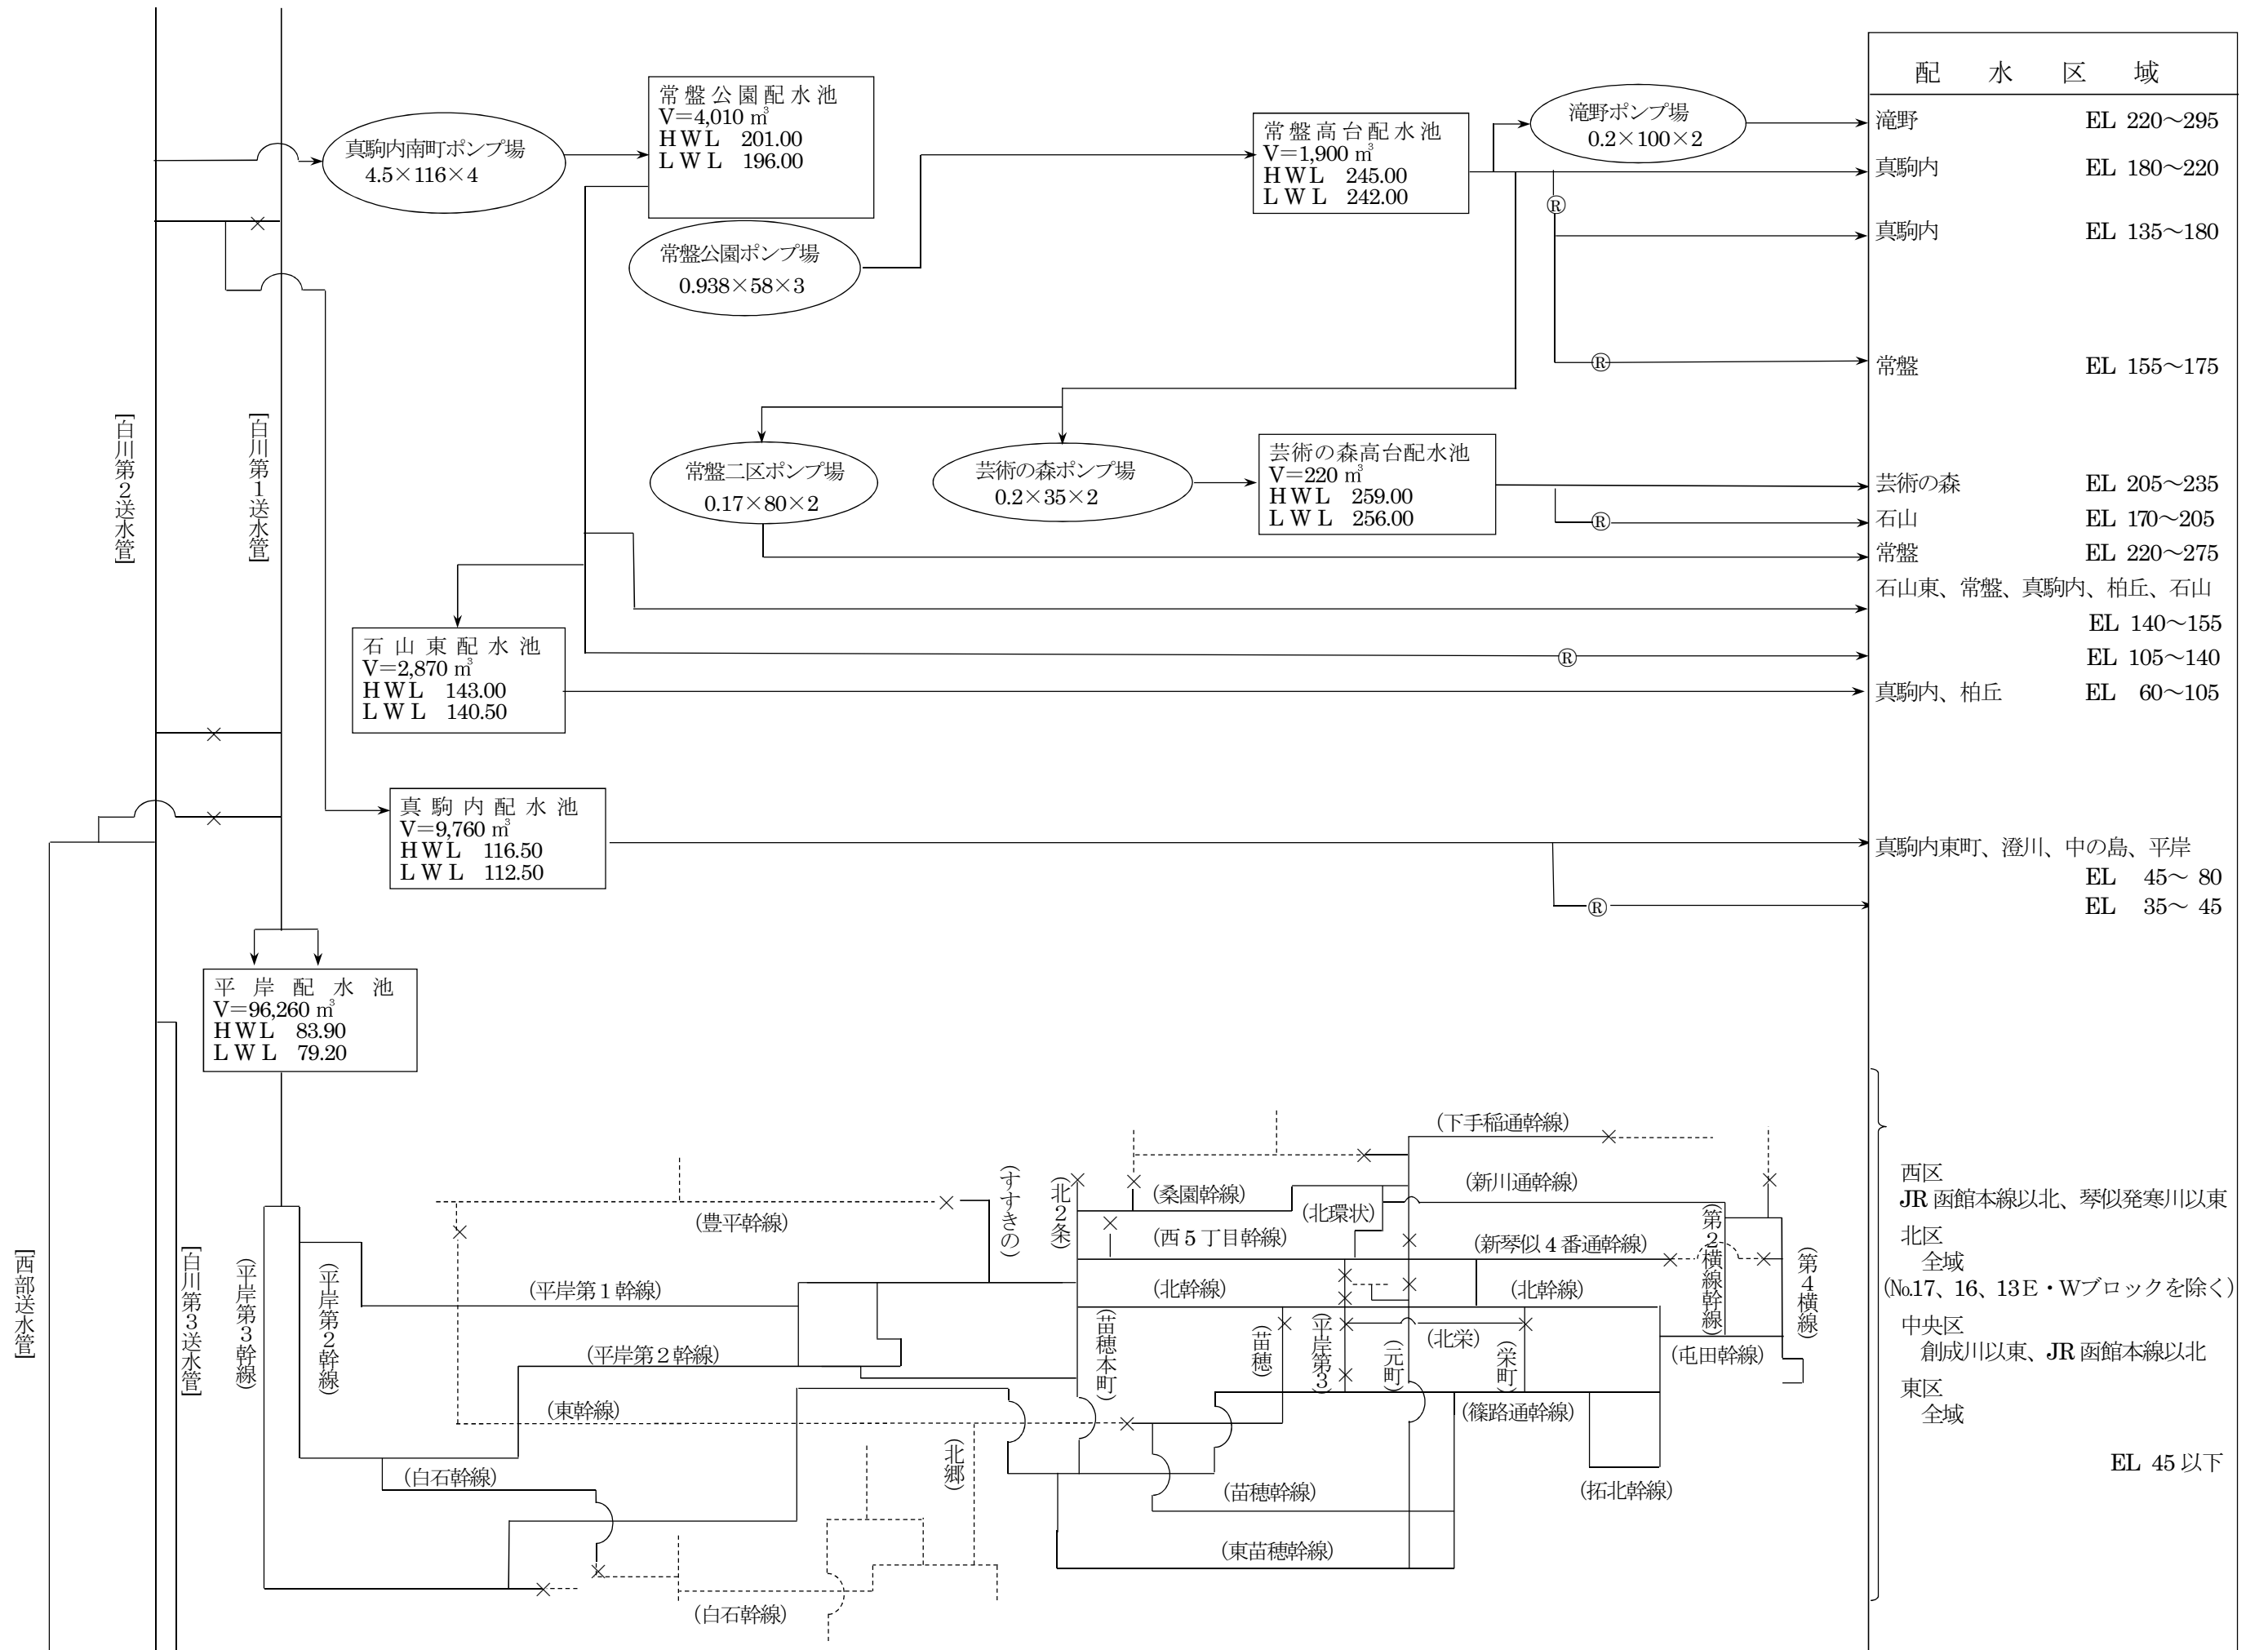 配水区域
常盤公園配水池
V=4,010 ㎥
HWL 201.00
LWL 196.00
真駒内南町ポンプ場
4.5×116×4
常盤公園ポンプ場
0.938×58×3
常盤高台配水池
V=1,900 ㎥
HWL 245.00
LWL 242.00
滝野ポンプ場
0.2×100×2
Ⓡ
Ⓡ
滝野 EL 220～295
真駒内 EL 180～220
真駒内 EL 135～180
常盤 EL 155～175
[白川第2送水管]
[白川第1送水管]
常盤二区ポンプ場
0.17×80×2
芸術の森ポンプ場
0.2×35×2
芸術の森高台配水池
V=220 ㎥
HWL 259.00
LWL 256.00
Ⓡ
芸術の森 EL 205～235
石山 EL 170～205
常盤 EL 220～275
石山東、常盤、真駒内、柏丘、石山
EL 140～155
EL 105～140
真駒内、柏丘 EL 60～105
石山東配水池
V=2,870 ㎥
HWL 143.00
LWL 140.50
Ⓡ
真駒内配水池
V=9,760 ㎥
HWL 116.50
LWL 112.50
Ⓡ
真駒内東町、澄川、中の島、平岸
EL 45～ 80
EL 35～ 45
平岸配水池
V=96,260 ㎥
HWL 83.90
LWL 79.20
[西部送水管]
[白川第3送水管]
(平岸第3幹線)
(平岸第2幹線)
(豊平幹線)
(すすきの)
(北2条)
(下手稲通幹線)
(桑園幹線)
(北環状)
(新川通幹線)
(西5丁目幹線)
(新琴似4番通幹線)
(第2横線幹線)
(第4横線)
(平岸第1幹線)
(北幹線)
(北幹線)
(平岸第2幹線)
(苗穂本町)
(苗穂)
(平岸第3)
(元町)
(北栄)
(栄町)
(屯田幹線)
(東幹線)
(北郷)
(篠路通幹線)
(白石幹線)
(苗穂幹線)
(拓北幹線)
(東苗穂幹線)
(白石幹線)
西区
JR函館本線以北、琴似発寒川以東
北区
全域
(№17、16、13E・Wブロックを除く)
中央区
創成川以東、JR函館本線以北
東区
全域
EL 45以下